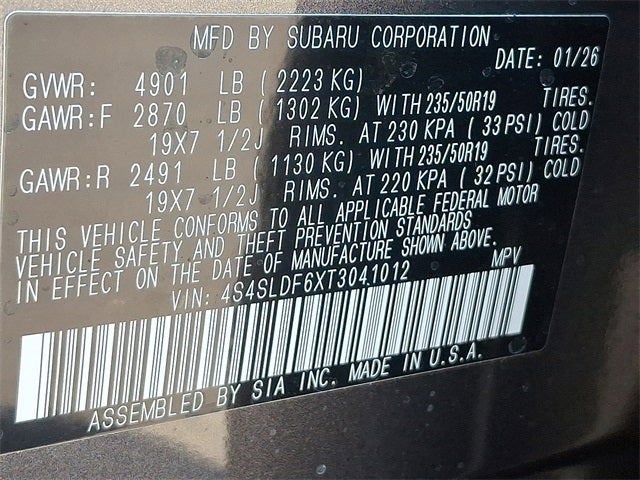 MFD BY SUBARU CORPORATION
DATE: 01/26
GVWR: 4901 LB ( 2223 KG)
GAWR:F 2870 LB ( 1302 KG) WITH 235/50R19 TIRES.
19X7 1/2J RIMS. AT 230 KPA ( 33 PSI) COLD
GAWR:R 2491 LB ( 1130 KG) WITH 235/50R19 TIRES.
19X7 1/2J RIMS. AT 220 KPA ( 32 PSI) COLD
THIS VEHICLE CONFORMS TO ALL APPLICABLE FEDERAL MOTOR
VEHICLE SAFETY AND THEFT PREVENTION STANDARDS
IN EFFECT ON THE DATE OF MANUFACTURE SHOWN ABOVE.
VIN: 4S4SLDF6XT3041012 MPV
ASSEMBLED BY SIA INC. MADE IN U.S.A.